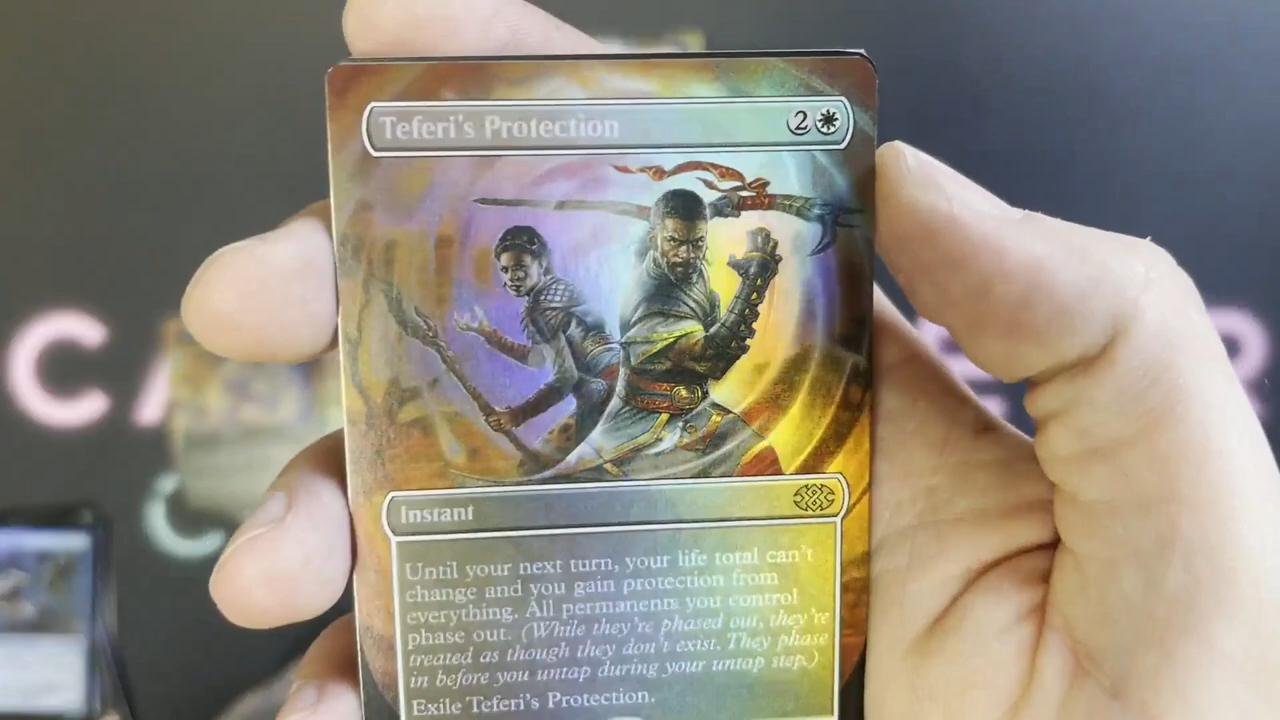 Teferi's Protection 2
Instant
Until your next turn, your life total can't
change and you gain protection from
everything. All permanents you control
phase out. (While they're phased out, they're
treated as though they don't exist. They phase
in before you untap during your untap step.)
Exile Teferi's Protection.